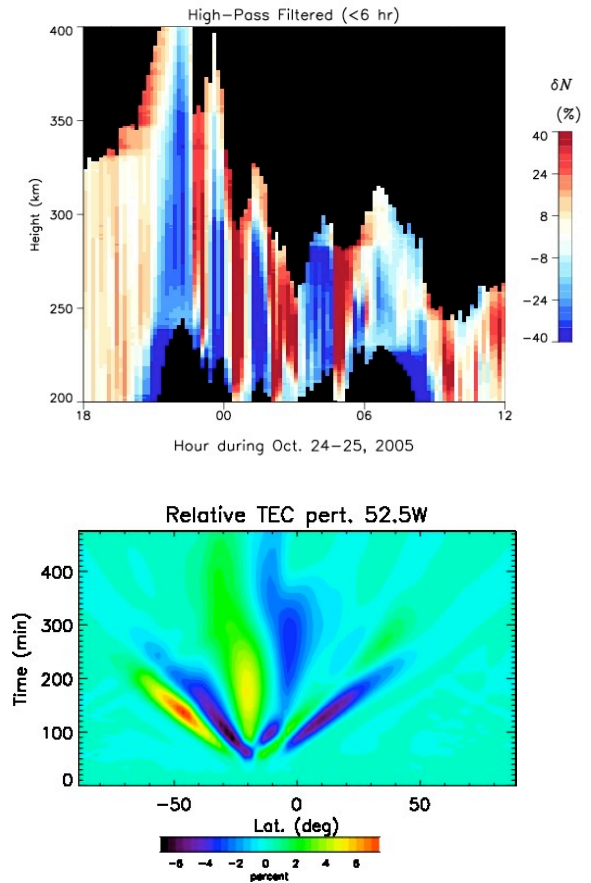 High-Pass Filtered (<6 hr)
400
350
300
250
200
Height (km)
18
00
06
12
Hour during Oct. 24-25, 2005
δN
(%)
40
24
8
-8
-24
-40
Relative TEC pert. 52.5W
400
300
200
100
0
Time (min)
-50
0
50
Lat. (deg)
-6 -4 -2 0 2 4 6
percent